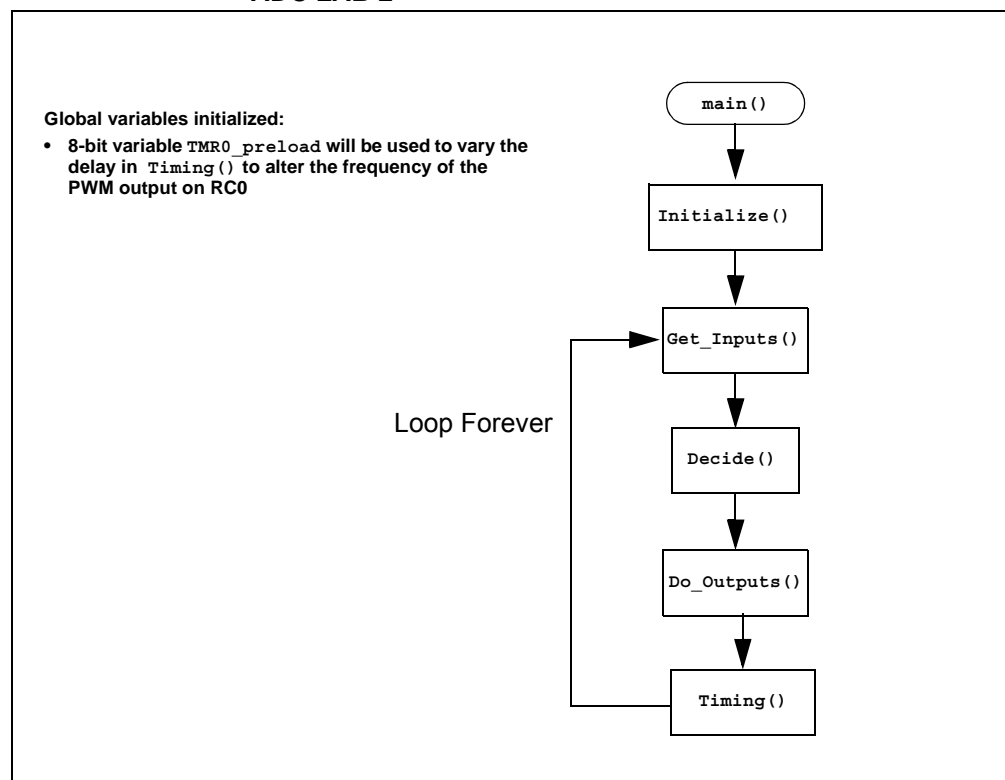 main()
Global variables initialized:
• 8-bit variable TMR0_preload will be used to vary the
delay in Timing() to alter the frequency of the
PWM output on RC0
Initialize()
Get_Inputs()
Loop Forever
Decide()
Do_Outputs()
Timing()